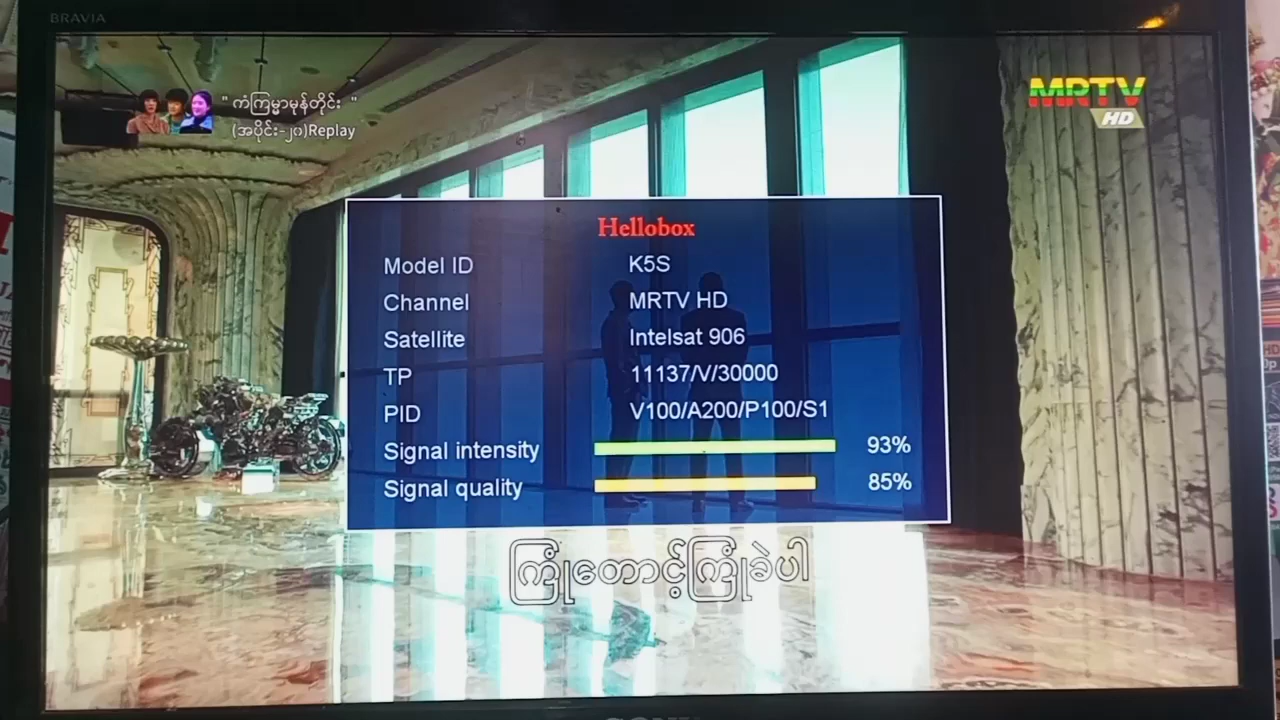 BRAVIA
" ကံကြမ္မာမုန်တိုင်း "
(အပိုင်း-၂၀)Replay
MRTV
HD
Hellobox
Model ID K5S
Channel MRTV HD
Satellite Intelsat 906
TP 11137/V/30000
PID V100/A200/P100/S1
Signal intensity 93%
Signal quality 85%
ကြုံတောင့်ကြုံခဲပါ